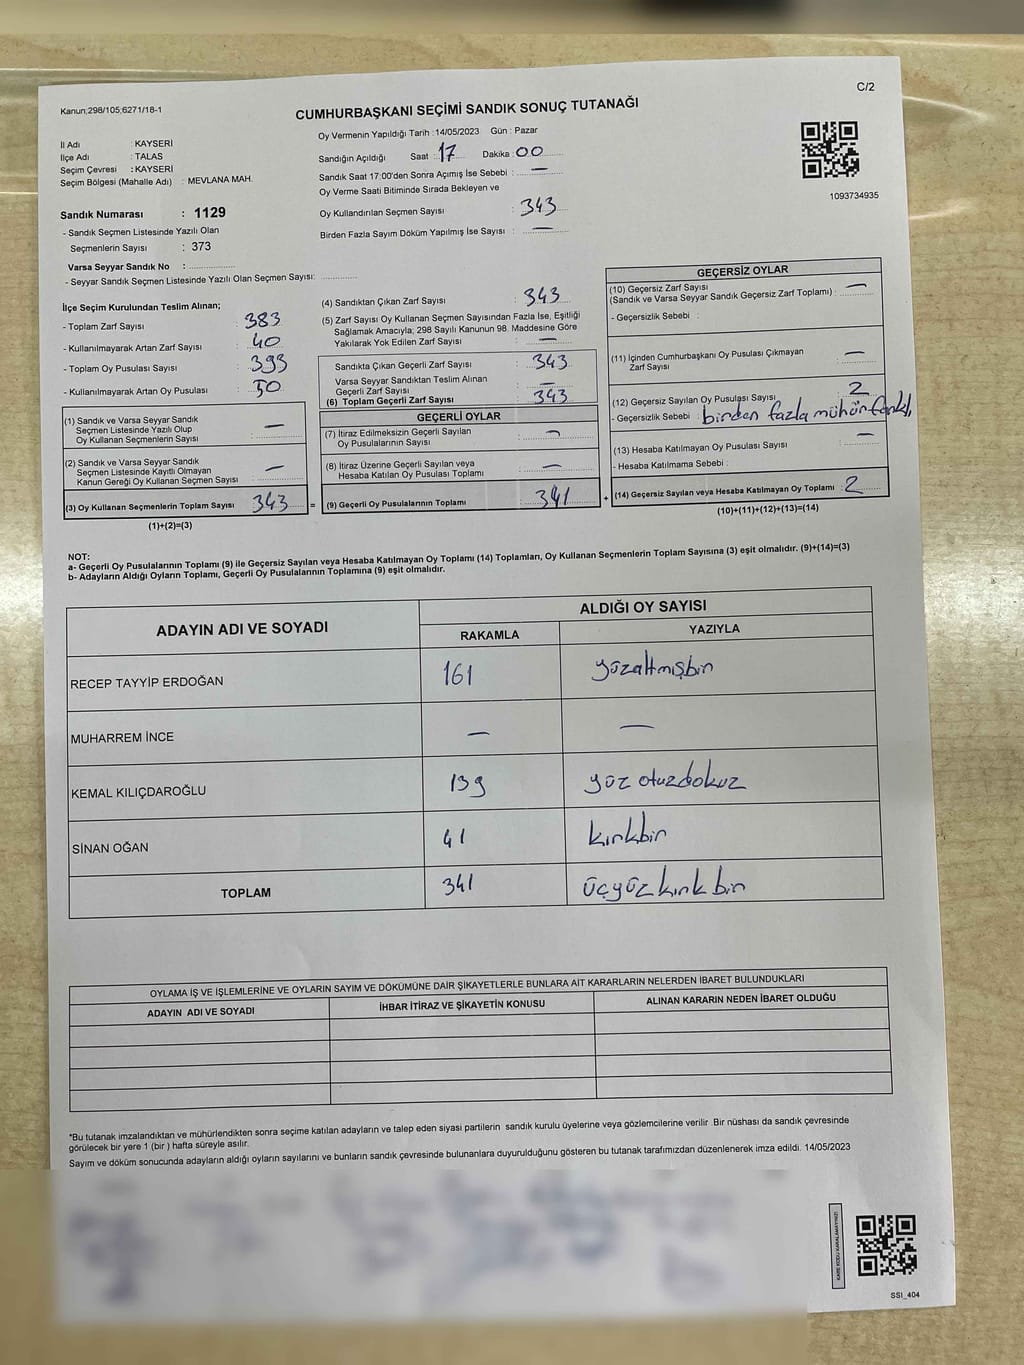 C/2
Kanun;298/105;6271/18-1
CUMHURBAŞKANI SEÇİMİ SANDIK SONUÇ TUTANAĞI
İl Adı : KAYSERİ
İlçe Adı : TALAS
Seçim Çevresi : KAYSERİ
Seçim Bölgesi (Mahalle Adı) : MEVLANA MAH.
Sandık Numarası : 1129
- Sandık Seçmen Listesinde Yazılı Olan
Seçmenlerin Sayısı : 373
Varsa Seyyar Sandık No :
- Seyyar Sandık Seçmen Listesinde Yazılı Olan Seçmen Sayısı:
Oy Vermenin Yapıldığı Tarih :14/05/2023 Gün : Pazar
Sandığın Açıldığı Saat : 17 Dakika : 00
Sandık Saat 17:00'den Sonra Açımış İse Sebebi : —
Oy Verme Saati Bitiminde Sırada Bekleyen ve
Oy Kullandırılan Seçmen Sayısı : 343
Birden Fazla Sayım Döküm Yapılmış İse Sayısı : —
1093734935
İlçe Seçim Kurulundan Teslim Alınan;
- Toplam Zarf Sayısı : 383
- Kullanılmayarak Artan Zarf Sayısı : 40
- Toplam Oy Pusulası Sayısı : 393
- Kullanılmayarak Artan Oy Pusulası : 50
(1) Sandık ve Varsa Seyyar Sandık
Seçmen Listesinde Yazılı Olup
Oy Kullanan Seçmenlerin Sayısı : —
(2) Sandık ve Varsa Seyyar Sandık
Seçmen Listesinde Kayıtlı Olmayan
Kanun Gereği Oy Kullanan Seçmen Sayısı : —
(3) Oy Kullanan Seçmenlerin Toplam Sayısı : 343 =
(1)+(2)=(3)
(4) Sandıktan Çıkan Zarf Sayısı : 343
(5) Zarf Sayısı Oy Kullanan Seçmen Sayısından Fazla İse, Eşitliği
Sağlamak Amacıyla; 298 Sayılı Kanunun 98. Maddesine Göre
Yakılarak Yok Edilen Zarf Sayısı : —
Sandıkta Çıkan Geçerli Zarf Sayısı : 343
Varsa Seyyar Sandıktan Teslim Alınan
Geçerli Zarf Sayısı : —
(6) Toplam Geçerli Zarf Sayısı : 343
GEÇERLİ OYLAR
(7) İtiraz Edilmeksizin Geçerli Sayılan
Oy Pusulalarının Sayısı : —
(8) İtiraz Üzerine Geçerli Sayılan veya
Hesaba Katılan Oy Pusulası Toplamı : —
(9) Geçerli Oy Pusulalarının Toplamı : 341 +
GEÇERSİZ OYLAR
(10) Geçersiz Zarf Sayısı
(Sandık ve Varsa Seyyar Sandık Geçersiz Zarf Toplamı) : —
- Geçersizlik Sebebi :
(11) İçinden Cumhurbaşkanı Oy Pusulası Çıkmayan
Zarf Sayısı : —
(12) Geçersiz Sayılan Oy Pusulası Sayısı : 2
- Geçersizlik Sebebi : birden fazla mühür
(13) Hesaba Katılmayan Oy Pusulası Sayısı : —
- Hesaba Katılmama Sebebi :
(14) Geçersiz Sayılan veya Hesaba Katılmayan Oy Toplamı : 2
(10)+(11)+(12)+(13)=(14)
NOT:
a- Geçerli Oy Pusulalarının Toplamı (9) ile Geçersiz Sayılan veya Hesaba Katılmayan Oy Toplamı (14) Toplamları, Oy Kullanan Seçmenlerin Toplam Sayısına (3) eşit olmalıdır. (9)+(14)=(3)
b- Adayların Aldığı Oyların Toplamı, Geçerli Oy Pusulalarının Toplamına (9) eşit olmalıdır.
ADAYIN ADI VE SOYADI ALDIĞI OY SAYISI
RAKAMLA YAZIYLA
RECEP TAYYİP ERDOĞAN 161 yüzaltmışbir
MUHARREM İNCE — —
KEMAL KILIÇDAROĞLU 139 yüz otuzdokuz
SİNAN OĞAN 41 kırkbir
TOPLAM 341 üçyüz kırk bir
OYLAMA İŞ VE İŞLEMLERİNE VE OYLARIN SAYIM VE DÖKÜMÜNE DAİR ŞİKAYETLERLE BUNLARA AİT KARARLARIN NELERDEN İBARET BULUNDUKLARI
ADAYIN ADI VE SOYADI İHBAR İTİRAZ VE ŞİKAYETİN KONUSU ALINAN KARARIN NEDEN İBARET OLDUĞU
*Bu tutanak imzalandıktan ve mühürlendikten sonra seçime katılan adayların ve talep eden siyasi partilerin sandık kurulu üyelerine veya gözlemcilerine verilir .Bir nüshası da sandık çevresinde
görülecek bir yere 1 (bir ) hafta süreyle asılır.
Sayım ve döküm sonucunda adayların aldığı oyların sayılarını ve bunların sandık çevresinde bulunanlara duyurulduğunu gösteren bu tutanak tarafımızdan düzenlenerek imza edildi. 14/05/2023
KARE KODU KARALAMAYINIZ!
SSI_404